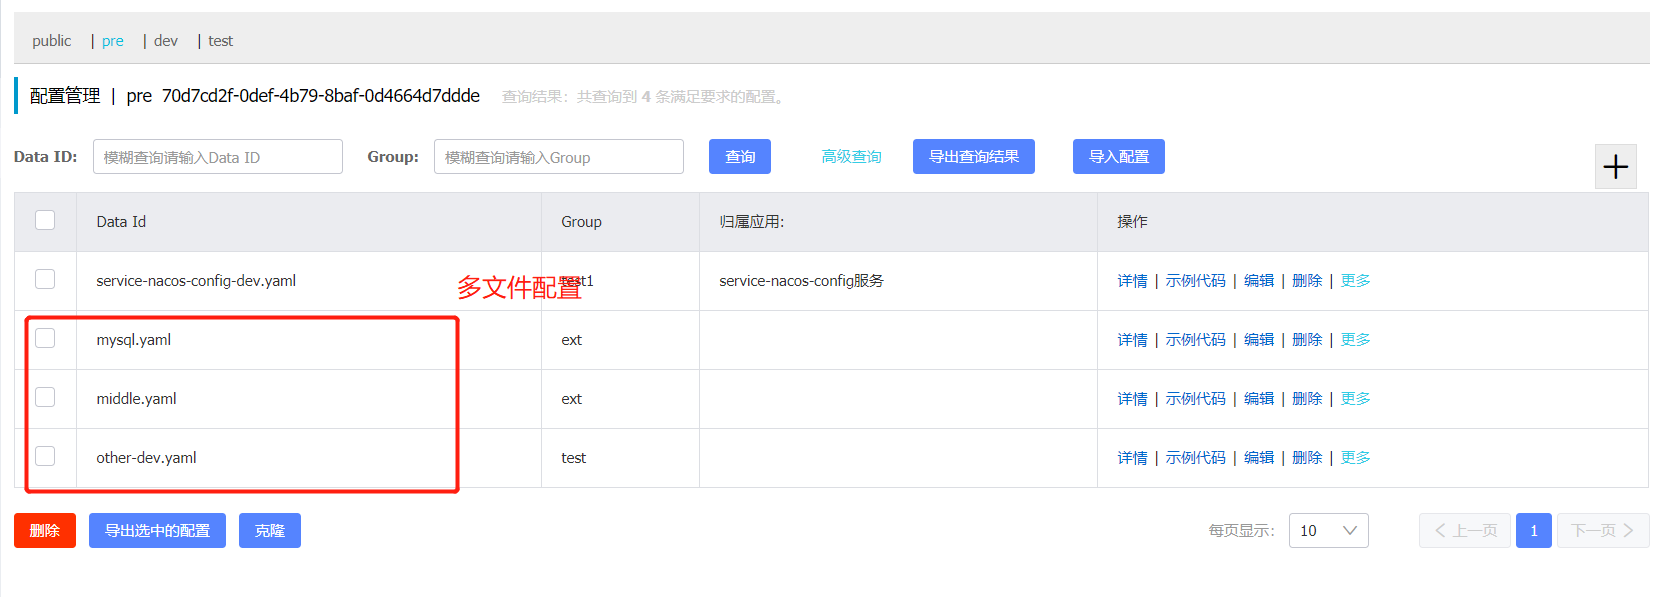 public | pre | dev | test
配置管理 | pre 70d7cd2f-0def-4b79-8baf-0d4664d7ddde 查询结果：共查询到 4 条满足要求的配置。
Data ID: 模糊查询请输入Data ID Group: 模糊查询请输入Group 查询 高级查询 导出查询结果 导入配置
Data Id Group 归属应用: 操作
service-nacos-config-dev.yaml test1 service-nacos-config服务 详情 | 示例代码 | 编辑 | 删除 | 更多
多文件配置
mysql.yaml ext 详情 | 示例代码 | 编辑 | 删除 | 更多
middle.yaml ext 详情 | 示例代码 | 编辑 | 删除 | 更多
other-dev.yaml test 详情 | 示例代码 | 编辑 | 删除 | 更多
删除 导出选中的配置 克隆 每页显示: 10 上一页 1 下一页